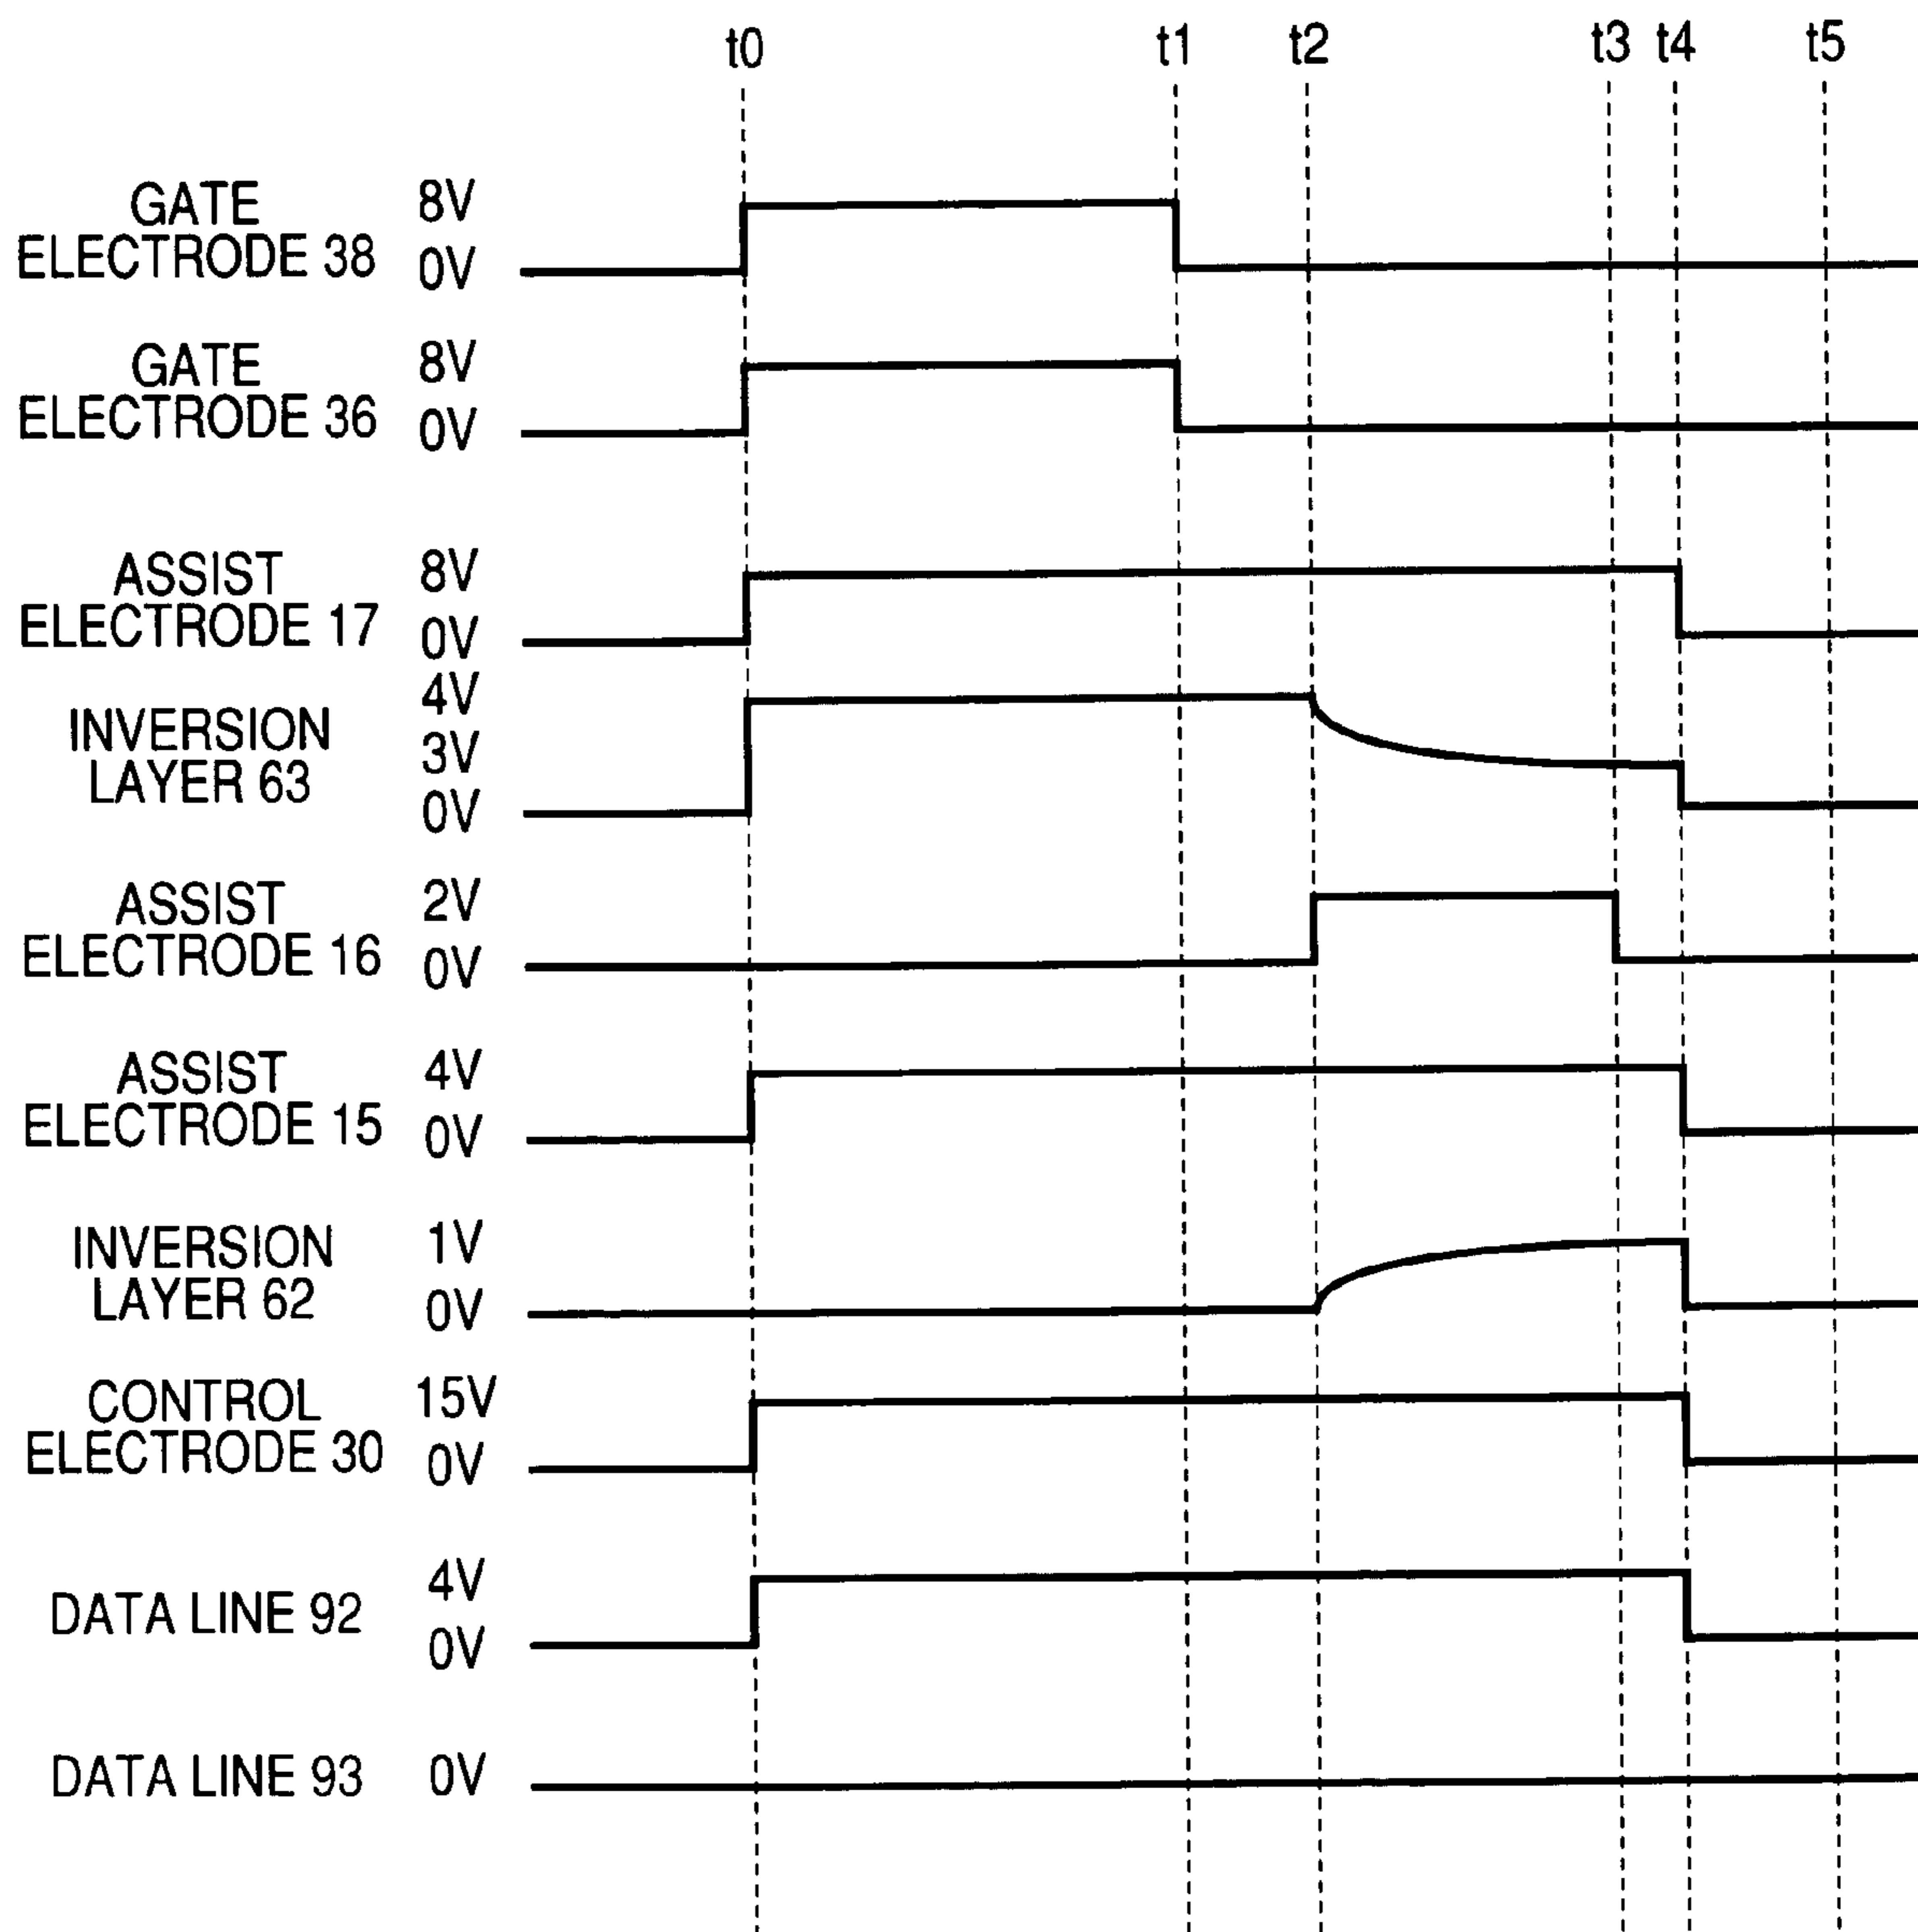 t0 t1 t2 t3 t4 t5
GATE
ELECTRODE 38
8V
0V
GATE
ELECTRODE 36
8V
0V
ASSIST
ELECTRODE 17
8V
0V
INVERSION
LAYER 63
4V
3V
0V
ASSIST
ELECTRODE 16
2V
0V
ASSIST
ELECTRODE 15
4V
0V
INVERSION
LAYER 62
1V
0V
CONTROL
ELECTRODE 30
15V
0V
DATA LINE 92
4V
0V
DATA LINE 93
0V